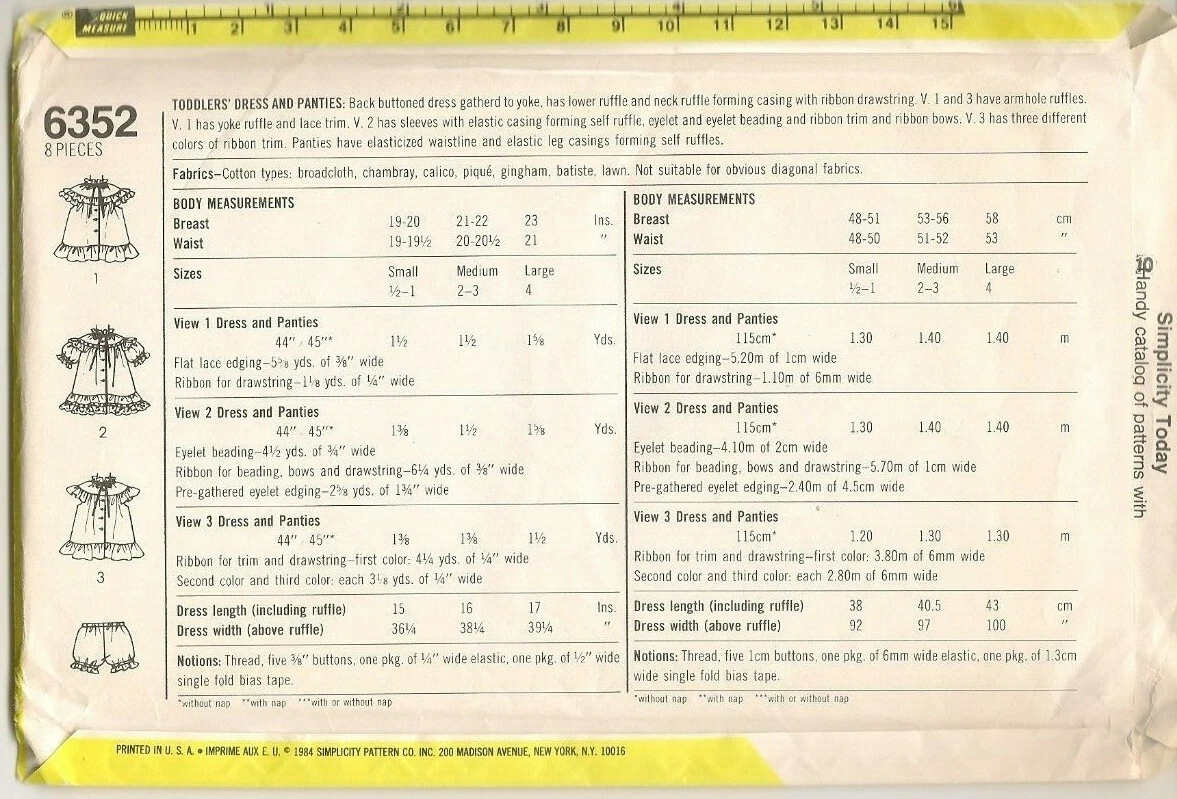 QUICK
MEASURE
1 2 3 4 5 6 7 8 9 10 11 12 13 14 15
6352
8 PIECES
1
2
3
TODDLERS' DRESS AND PANTIES: Back buttoned dress gatherd to yoke, has lower ruffle and neck ruffle forming casing with ribbon drawstring. V. 1 and 3 have armhole ruffles.
V. 1 has yoke ruffle and lace trim. V. 2 has sleeves with elastic casing forming self ruffle, eyelet and eyelet beading and ribbon trim and ribbon bows. V. 3 has three different
colors of ribbon trim. Panties have elasticized waistline and elastic leg casings forming self ruffles.
Fabrics—Cotton types: broadcloth, chambray, calico, piqué, gingham, batiste, lawn. Not suitable for obvious diagonal fabrics.
BODY MEASUREMENTS
Breast 19-20 21-22 23 Ins.
Waist 19-19½ 20-20½ 21 "
Sizes Small Medium Large
½-1 2-3 4
View 1 Dress and Panties
44" 45"* 1½ 1½ 1⅝ Yds.
Flat lace edging—5⅝ yds. of ⅜" wide
Ribbon for drawstring—1⅛ yds. of ¼" wide
View 2 Dress and Panties
44" 45"* 1⅜ 1½ 1⅝ Yds.
Eyelet beading—4½ yds. of ¾" wide
Ribbon for beading, bows and drawstring—6¼ yds. of ⅜" wide
Pre-gathered eyelet edging—2⅝ yds. of 1¾" wide
View 3 Dress and Panties
44" 45"* 1⅜ 1⅜ 1½ Yds.
Ribbon for trim and drawstring—first color: 4¼ yds. of ¼" wide
Second color and third color: each 3⅛ yds. of ¼" wide
Dress length (including ruffle) 15 16 17 Ins.
Dress width (above ruffle) 36¼ 38¼ 39¼ "
Notions: Thread, five ⅜" buttons, one pkg. of ¼" wide elastic, one pkg. of ½" wide
single fold bias tape.
*without nap **with nap ***with or without nap
BODY MEASUREMENTS
Breast 48-51 53-56 58 cm
Waist 48-50 51-52 53 "
Sizes Small Medium Large
½-1 2-3 4
View 1 Dress and Panties
115cm* 1.30 1.40 1.40 m
Flat lace edging—5.20m of 1cm wide
Ribbon for drawstring—1.10m of 6mm wide
View 2 Dress and Panties
115cm* 1.30 1.40 1.40 m
Eyelet beading—4.10m of 2cm wide
Ribbon for beading, bows and drawstring—5.70m of 1cm wide
Pre-gathered eyelet edging—2.40m of 4.5cm wide
View 3 Dress and Panties
115cm* 1.20 1.30 1.30 m
Ribbon for trim and drawstring—first color: 3.80m of 6mm wide
Second color and third color: each 2.80m of 6mm wide
Dress length (including ruffle) 38 40.5 43 cm
Dress width (above ruffle) 92 97 100 "
Notions: Thread, five 1cm buttons, one pkg. of 6mm wide elastic, one pkg. of 1.3cm
wide single fold bias tape.
*without nap **with nap ***with or without nap
Simplicity Today
Handy catalog of patterns with
PRINTED IN U. S. A. • IMPRIME AUX E. U. © 1984 SIMPLICITY PATTERN CO. INC. 200 MADISON AVENUE, NEW YORK, N.Y. 10016